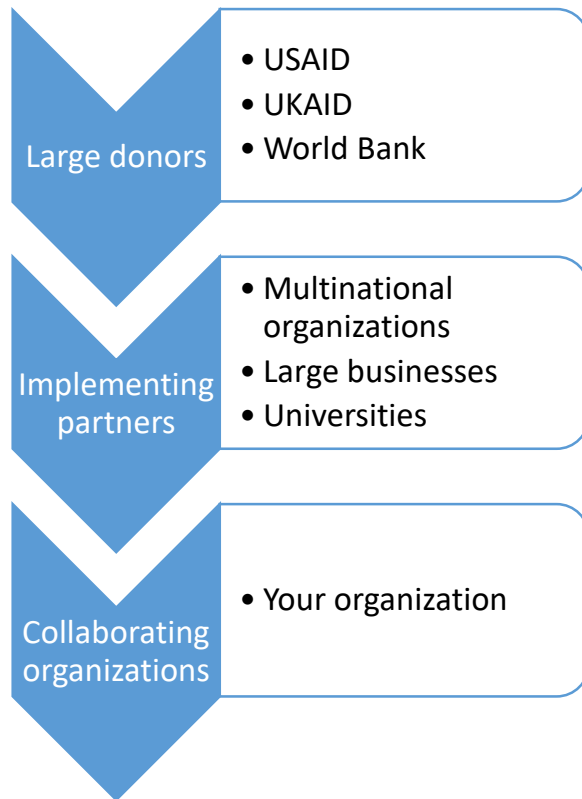 Large donors
• USAID
• UKAID
• World Bank
Implementing
partners
• Multinational
organizations
• Large businesses
• Universities
Collaborating
organizations
• Your organization